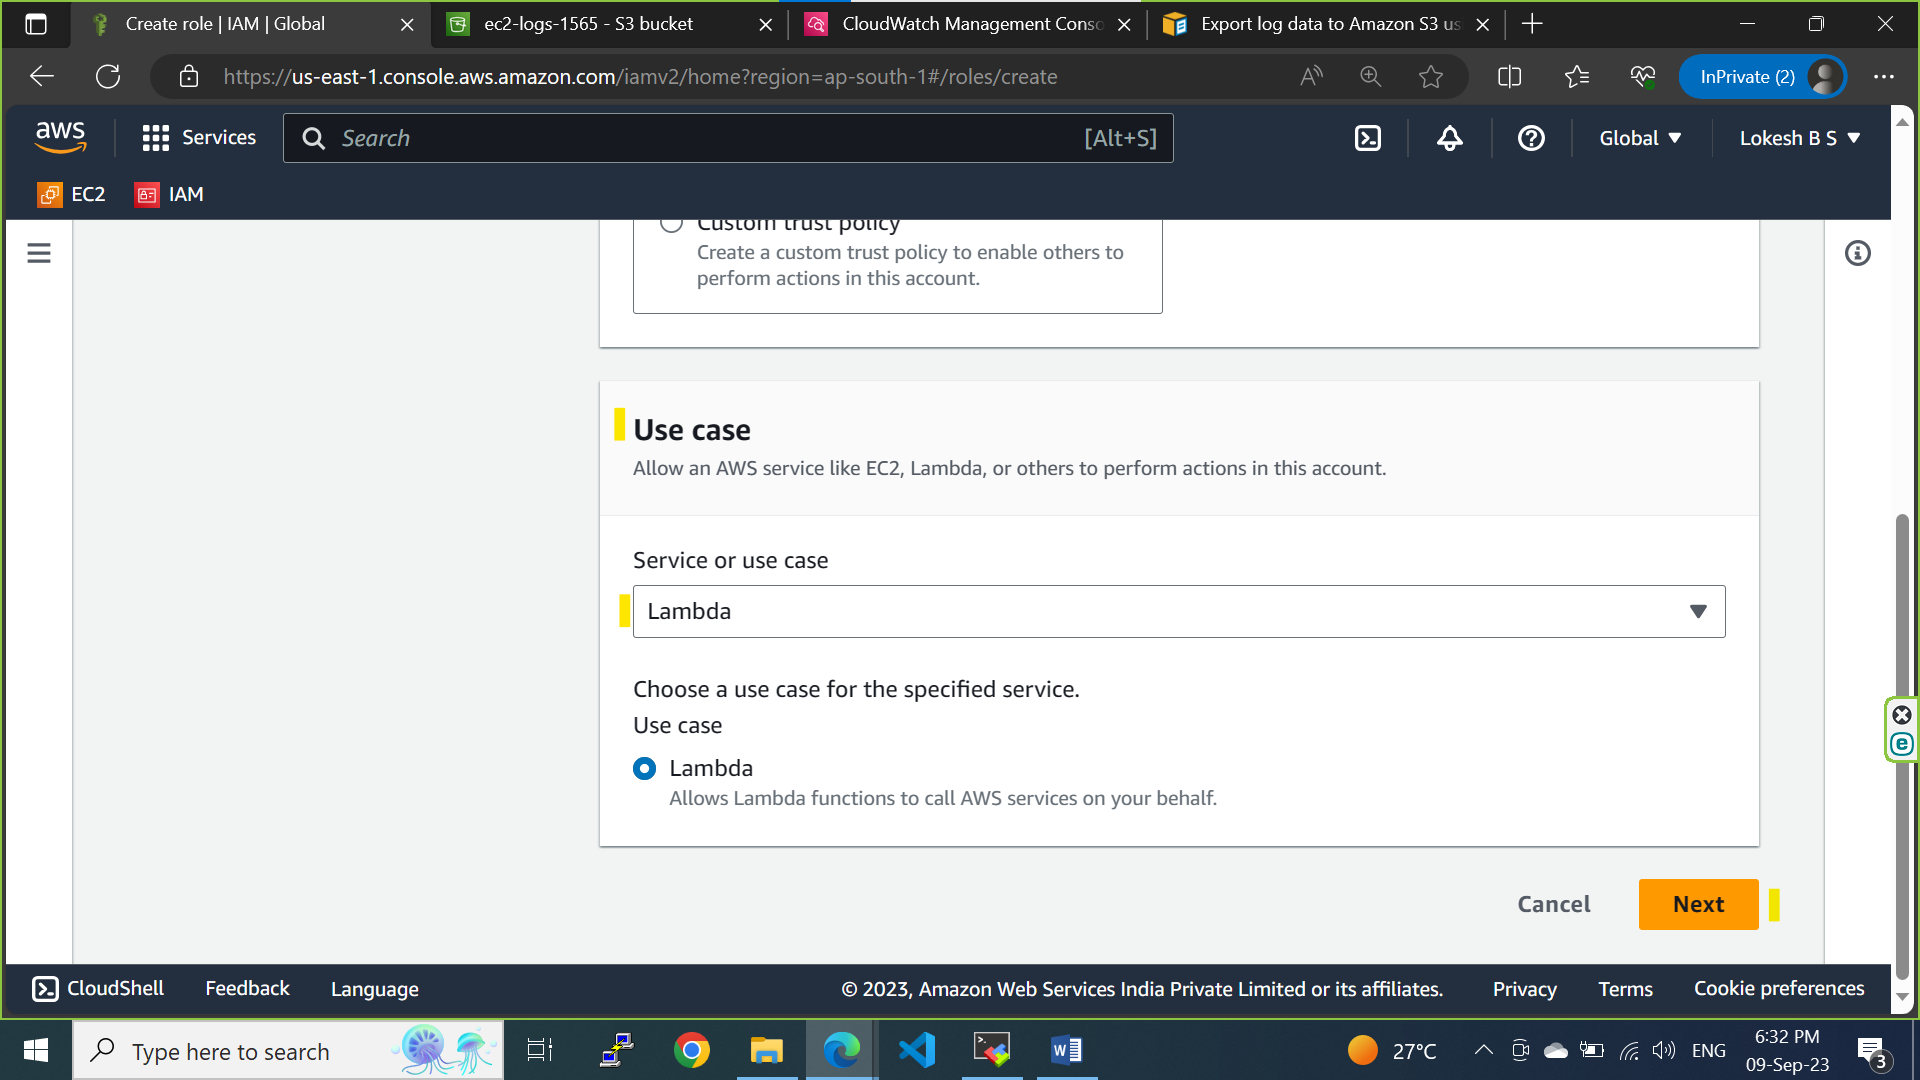 Create role | IAM | Global
ec2-logs-1565 - S3 bucket
CloudWatch Management Conso
Export log data to Amazon S3 us
https://us-east-1.console.aws.amazon.com/iamv2/home?region=ap-south-1#/roles/create
InPrivate (2)
aws
Services
Search
[Alt+S]
Global
Lokesh B S
EC2
IAM
Custom trust policy
Create a custom trust policy to enable others to
perform actions in this account.
Use case
Allow an AWS service like EC2, Lambda, or others to perform actions in this account.
Service or use case
Lambda
Choose a use case for the specified service.
Use case
Lambda
Allows Lambda functions to call AWS services on your behalf.
Cancel
Next
CloudShell
Feedback
Language
© 2023, Amazon Web Services India Private Limited or its affiliates.
Privacy
Terms
Cookie preferences
Type here to search
27°C
ENG
6:32 PM
09-Sep-23
3